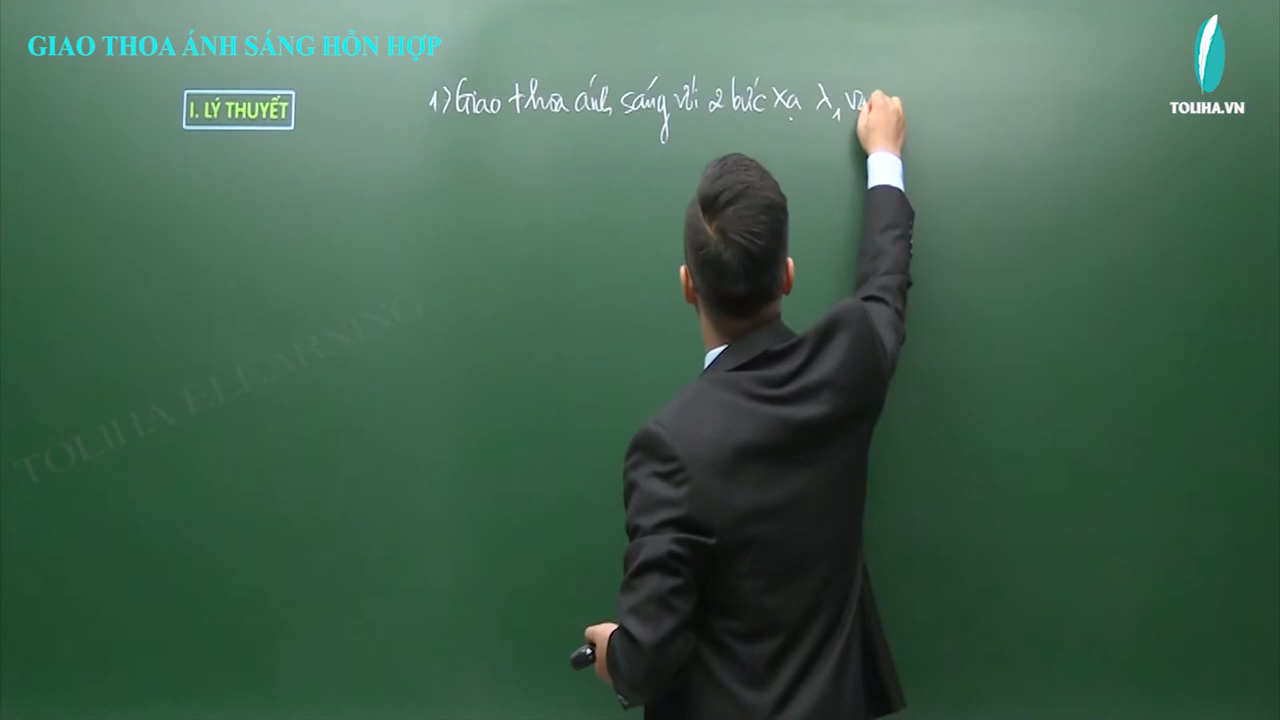 GIAO THOA ÁNH SÁNG HỖN HỢP
TOLIHA.VN
I. LÝ THUYẾT
1) Giao thoa ánh sáng với 2 bức xạ λ₁ và
TOLIHA ELEARNING